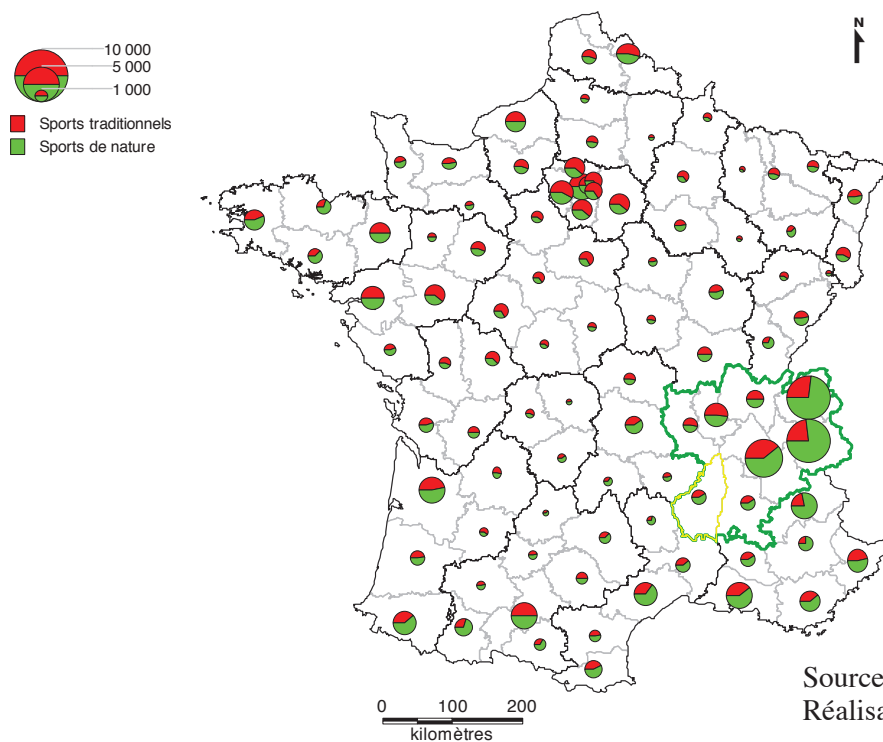 10 000
5 000
1 000
Sports traditionnels
Sports de nature
N
Source
Réalisa
0 100 200
kilomètres